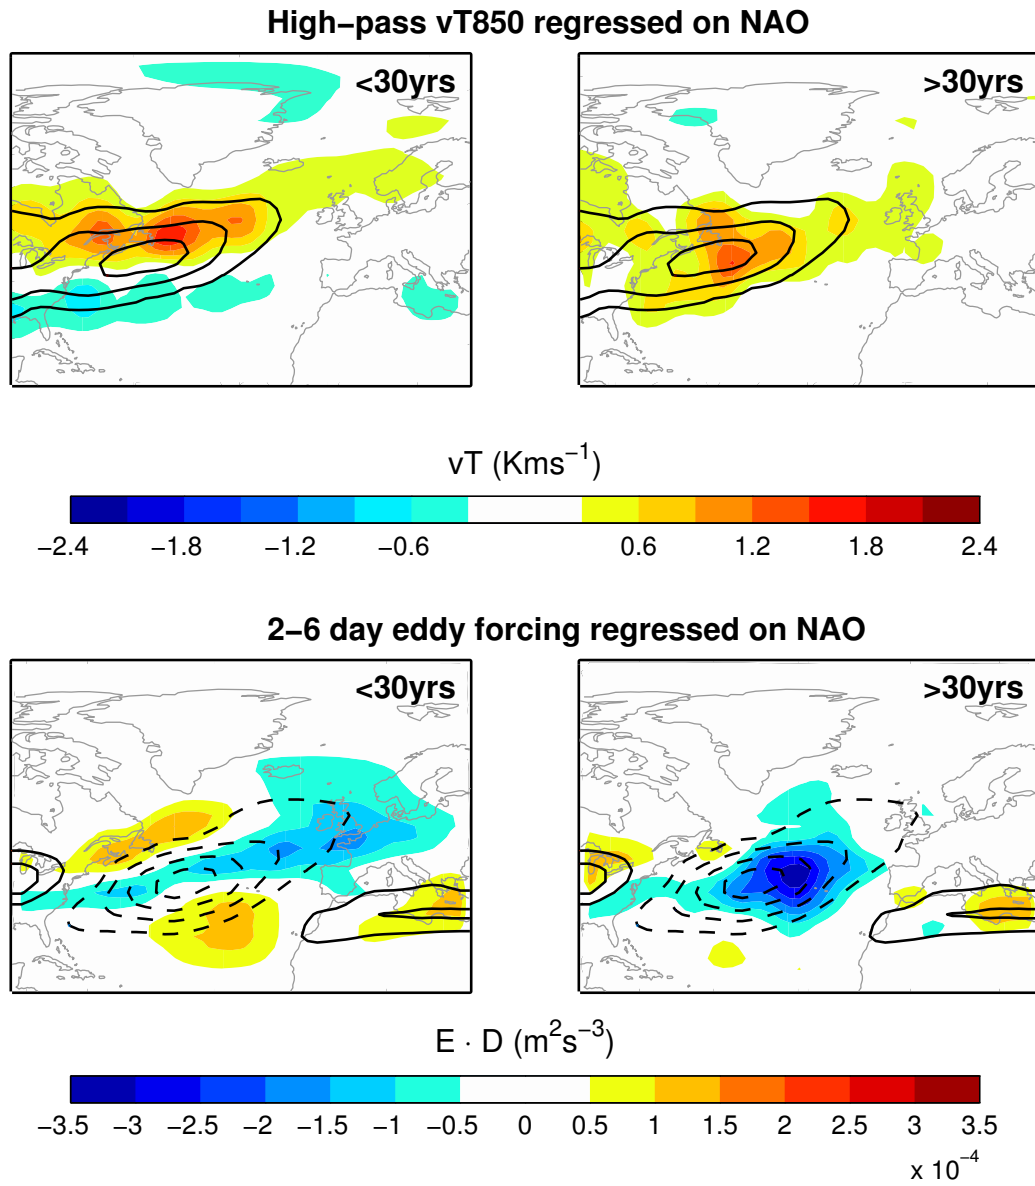 High−pass vT850 regressed on NAO
<30yrs >30yrs
vT (Kms−1)
−2.4 −1.8 −1.2 −0.6 0.6 1.2 1.8 2.4
2−6 day eddy forcing regressed on NAO
<30yrs >30yrs
E · D (m2s−3)
−3.5 −3 −2.5 −2 −1.5 −1 −0.5 0 0.5 1 1.5 2 2.5 3 3.5
x 10−4